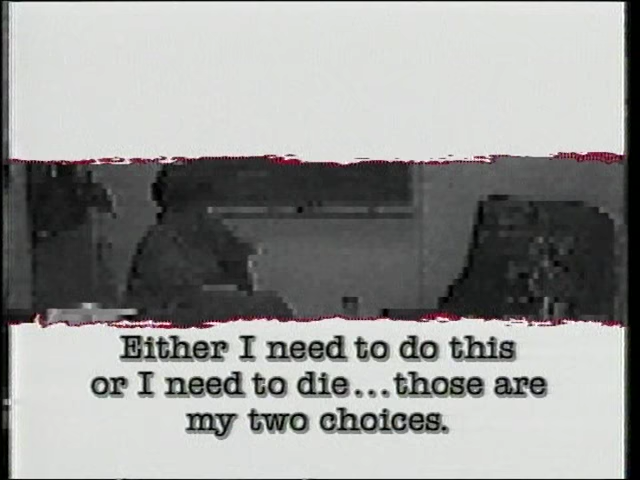 Either I need to do this
or I need to die...those are
my two choices.